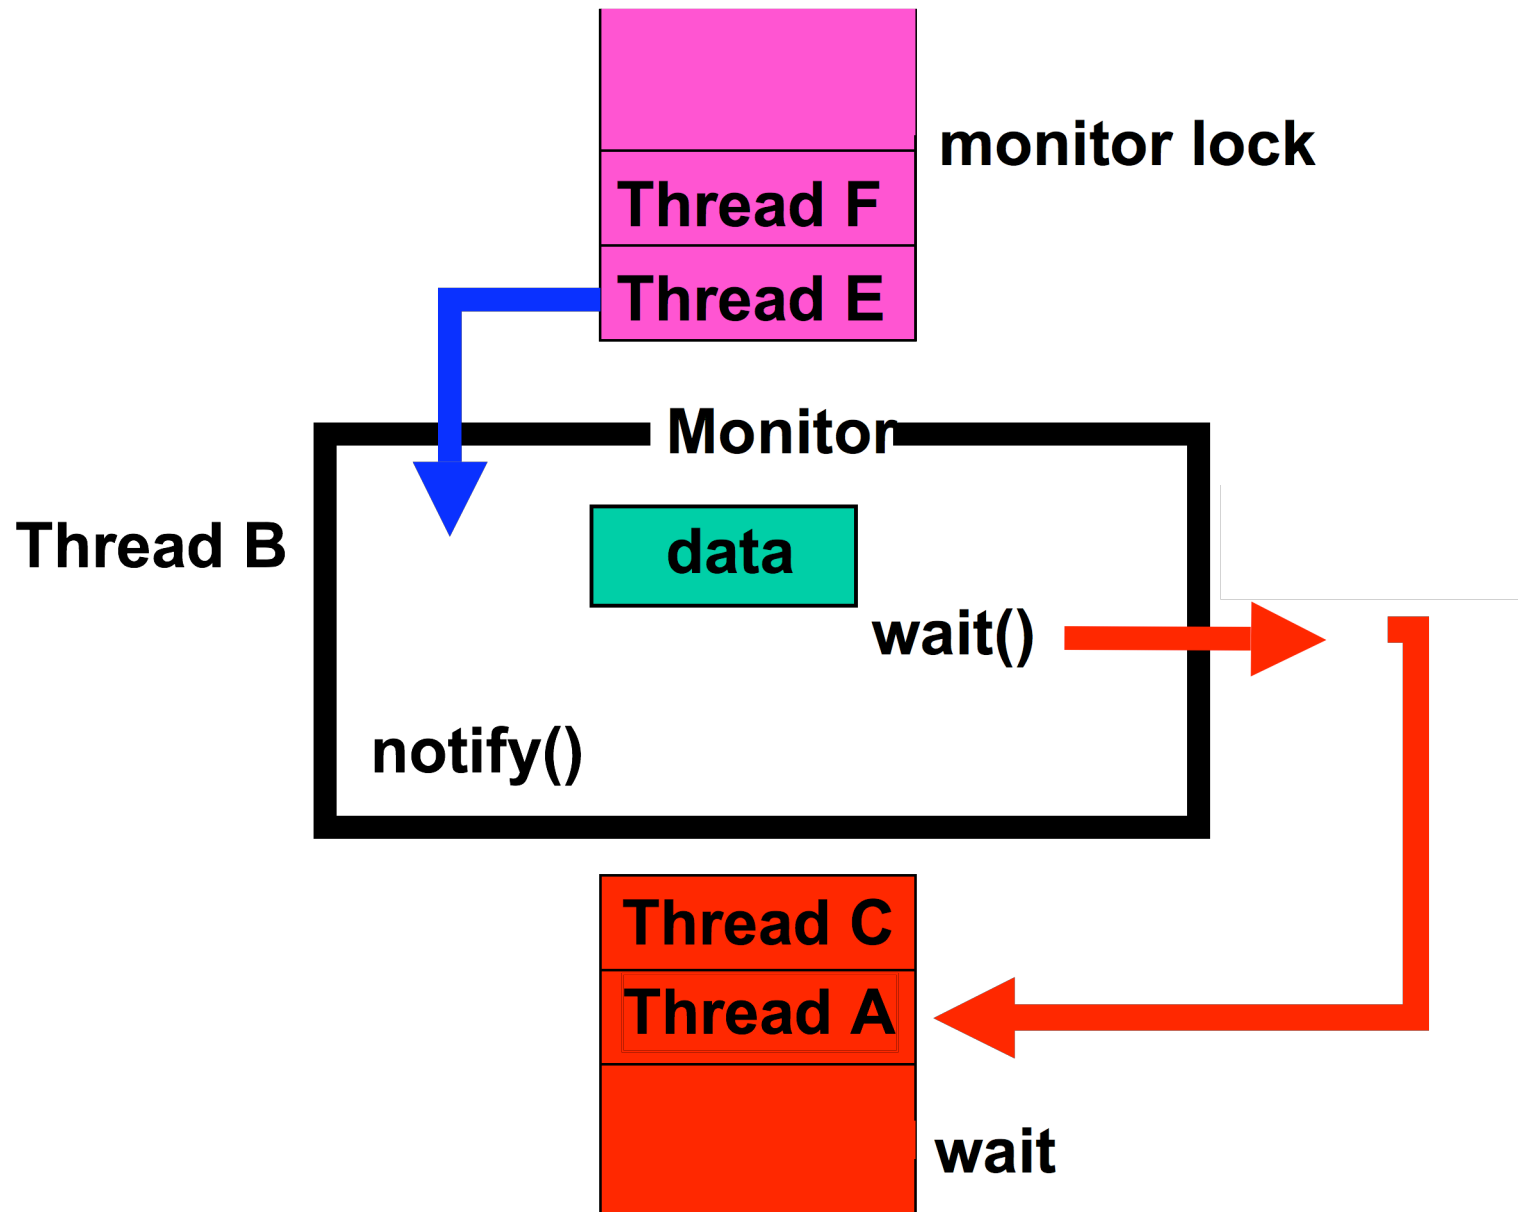 monitor lock
Thread F
Thread E
Monitor
Thread B
data
wait()
notify()
Thread C
Thread A
wait